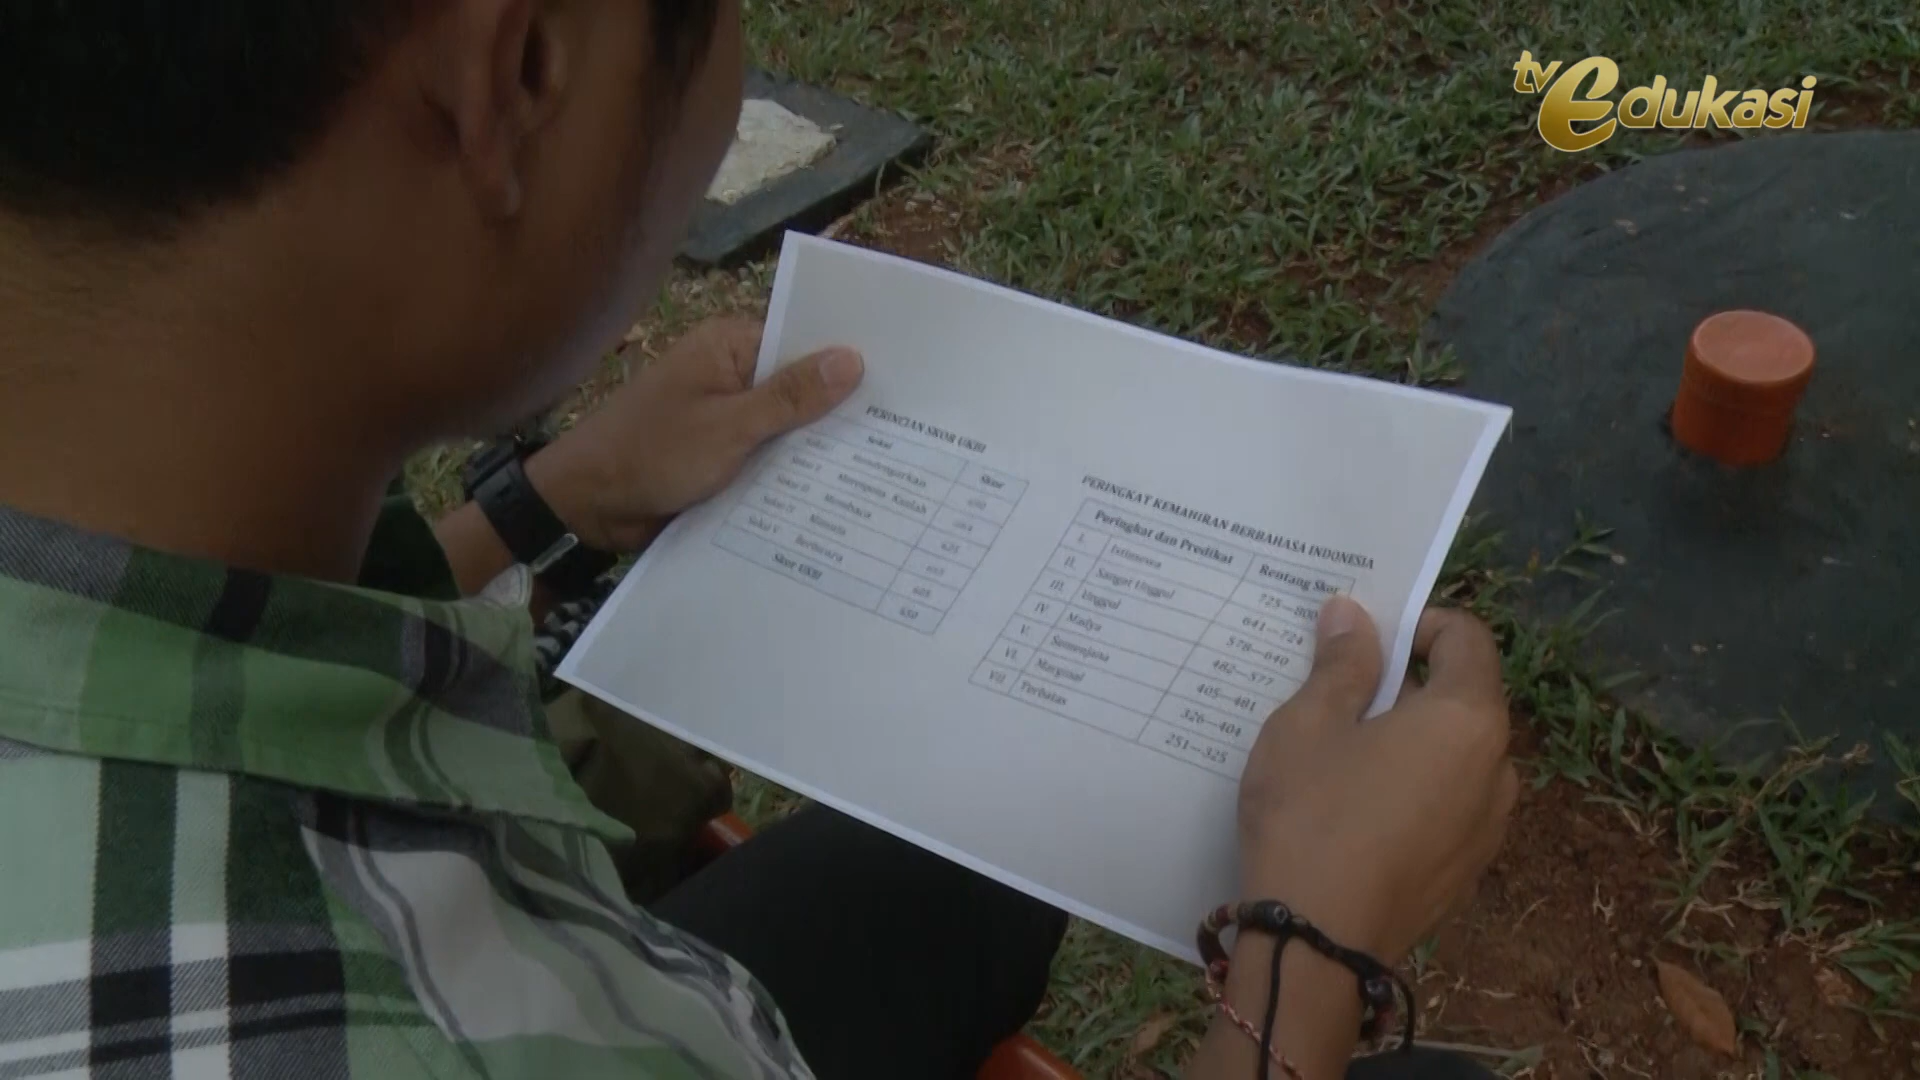 tv edukasi
PERINCIAN SKOR UKBI
Seksi Skor
Seksi I Mendengarkan
Seksi II Merespons Kaidah
Seksi III Membaca
Seksi IV Menulis
Seksi V Berbicara
Skor UKBI
PERINGKAT KEMAHIRAN BERBAHASA INDONESIA
Peringkat dan Predikat Rentang Skor
I. Istimewa 725—800
II. Sangat Unggul 641—724
III. Unggul 578—640
IV. Madya 482—577
V. Semenjana 405—481
VI. Marginal 326—404
VII. Terbatas 251—325